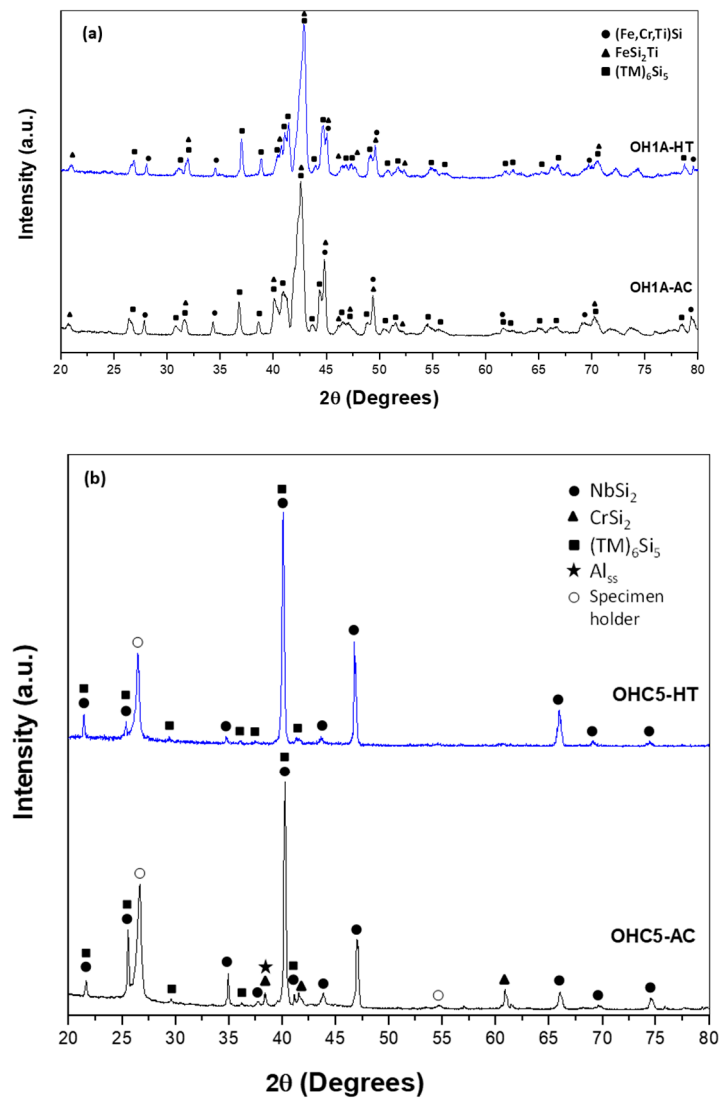 (a)
(Fe,Cr,Ti)Si
FeSi2Ti
(TM)6Si5
OH1A-HT
OH1A-AC
Intensity (a.u.)
20 25 30 35 40 45 50 55 60 65 70 75 80
2θ (Degrees)
(b)
NbSi2
CrSi2
(TM)6Si5
Alss
Specimen
holder
OHC5-HT
OHC5-AC
Intensity (a.u.)
20 25 30 35 40 45 50 55 60 65 70 75 80
2θ (Degrees)